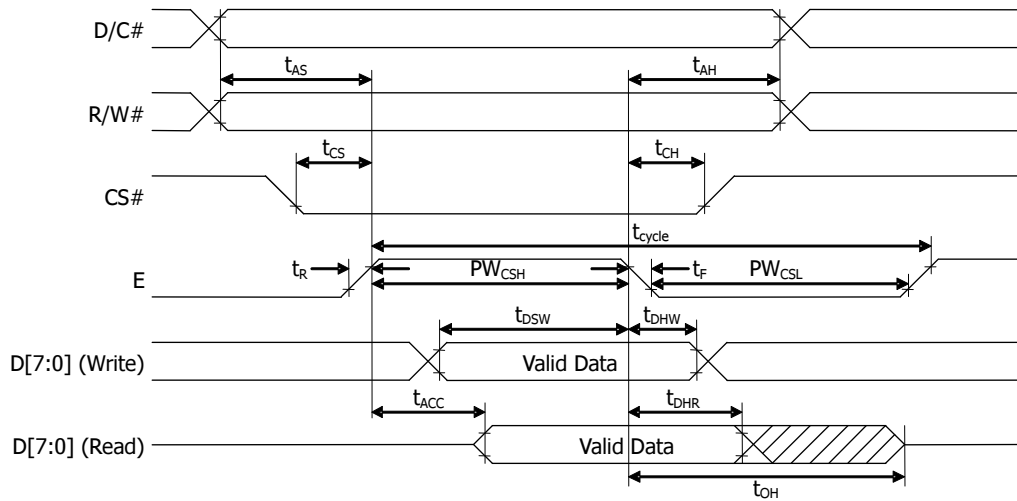 D/C#
tAS
tAH
R/W#
tCS
tCH
CS#
tcycle
tR
PWCSH
tF
PWCSL
E
tDSW
tDHW
D[7:0] (Write)
Valid Data
tACC
tDHR
D[7:0] (Read)
Valid Data
tOH